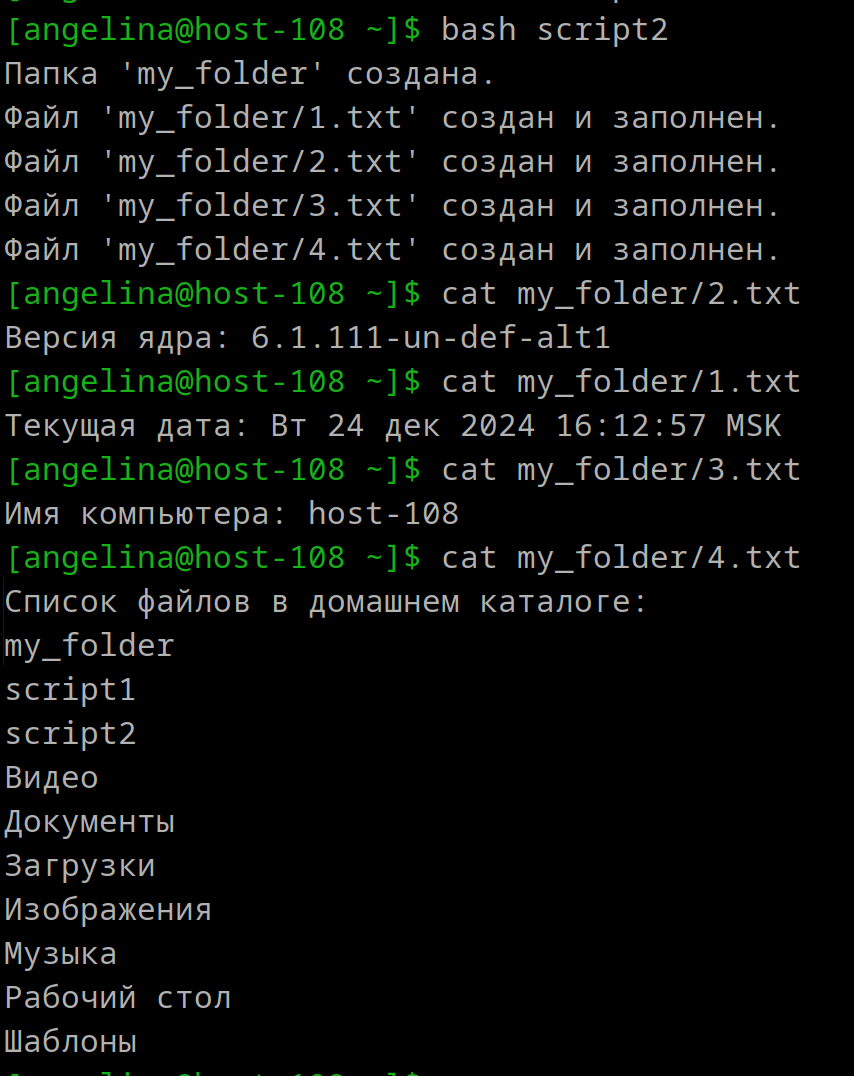 [angelina@host-108 ~]$ bash script2
Папка 'my_folder' создана.
Файл 'my_folder/1.txt' создан и заполнен.
Файл 'my_folder/2.txt' создан и заполнен.
Файл 'my_folder/3.txt' создан и заполнен.
Файл 'my_folder/4.txt' создан и заполнен.
[angelina@host-108 ~]$ cat my_folder/2.txt
Версия ядра: 6.1.111-un-def-alt1
[angelina@host-108 ~]$ cat my_folder/1.txt
Текущая дата: Вт 24 дек 2024 16:12:57 MSK
[angelina@host-108 ~]$ cat my_folder/3.txt
Имя компьютера: host-108
[angelina@host-108 ~]$ cat my_folder/4.txt
Список файлов в домашнем каталоге:
my_folder
script1
script2
Видео
Документы
Загрузки
Изображения
Музыка
Рабочий стол
Шаблоны